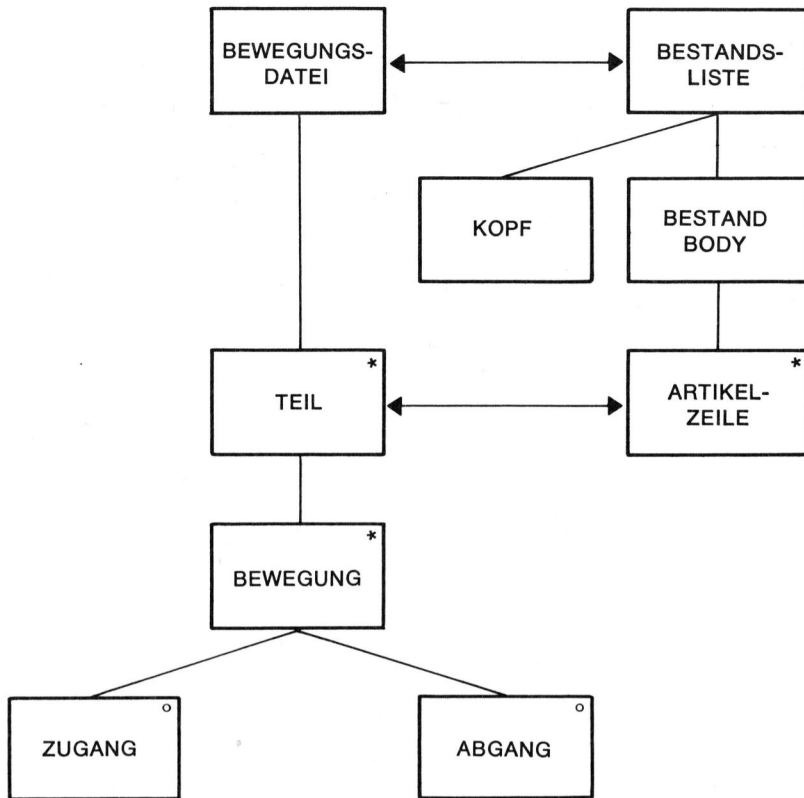 BEWEGUNGS-
DATEI
BESTANDS-
LISTE
KOPF
BESTAND
BODY
*
TEIL
*
ARTIKEL-
ZEILE
*
BEWEGUNG
o
ZUGANG
o
ABGANG